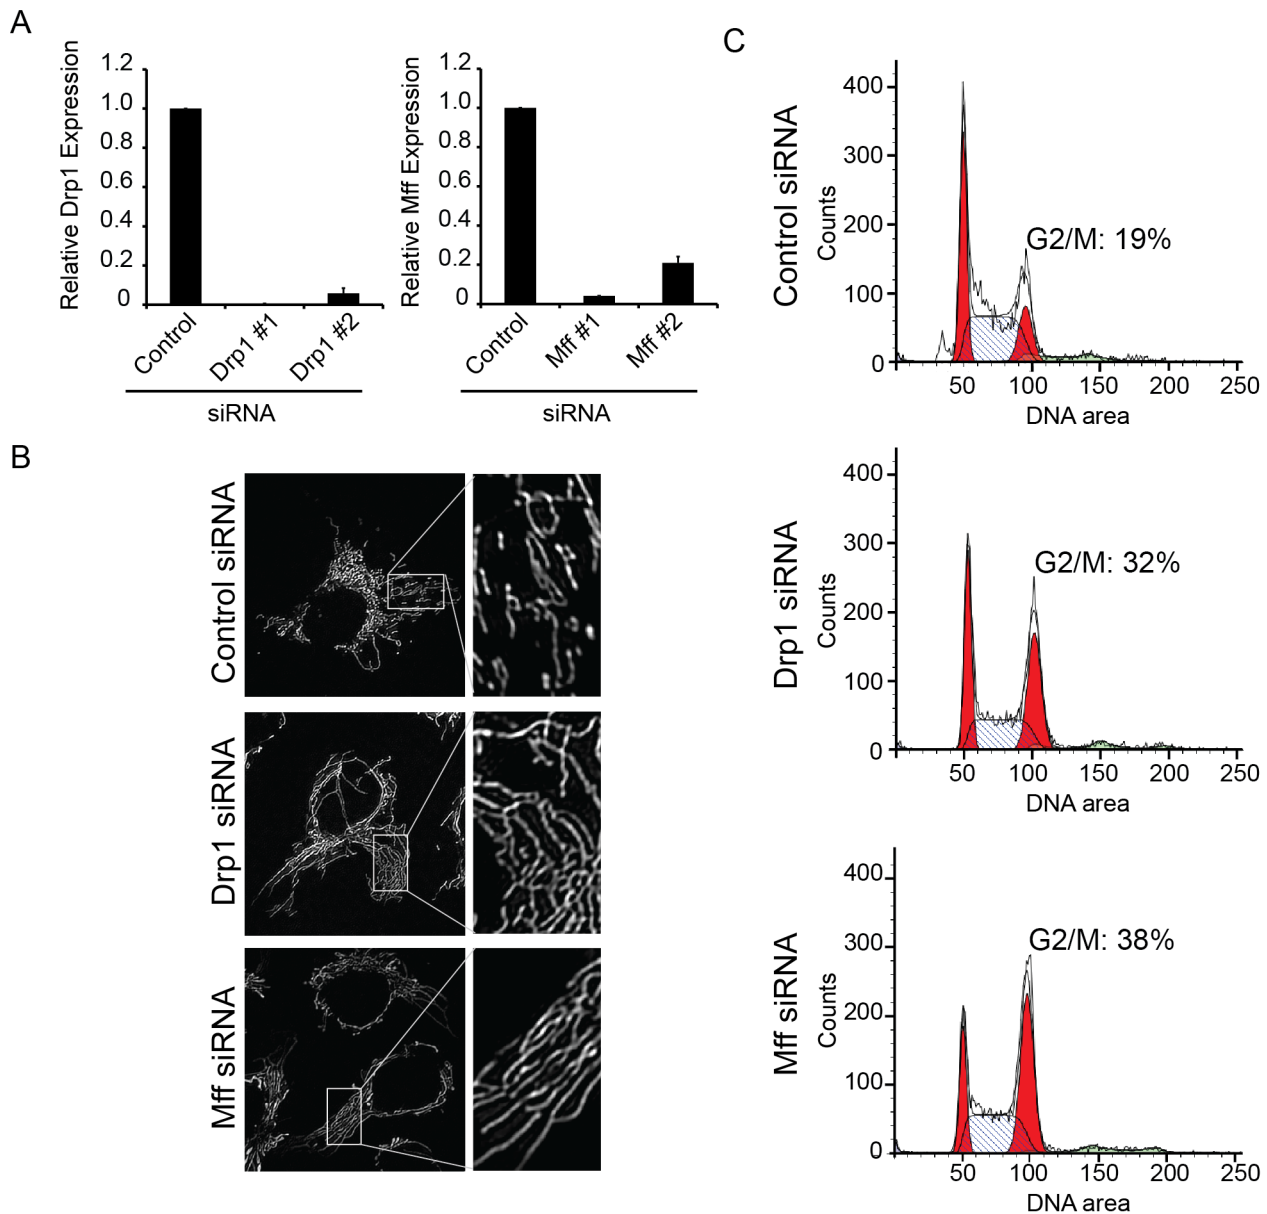 A
Relative Drp1 Expression
1.2
1.0
0.8
0.6
0.4
0.2
0
Control
Drp1 #1
Drp1 #2
siRNA
Relative Mff Expression
1.2
1.0
0.8
0.6
0.4
0.2
0
Control
Mff #1
Mff #2
siRNA
B
Control siRNA
Drp1 siRNA
Mff siRNA
C
Control siRNA
Counts
400
300
200
100
0
G2/M: 19%
50 100 150 200 250
DNA area
Drp1 siRNA
Counts
400
300
200
100
0
G2/M: 32%
50 100 150 200 250
DNA area
Mff siRNA
Counts
400
300
200
100
0
G2/M: 38%
50 100 150 200 250
DNA area